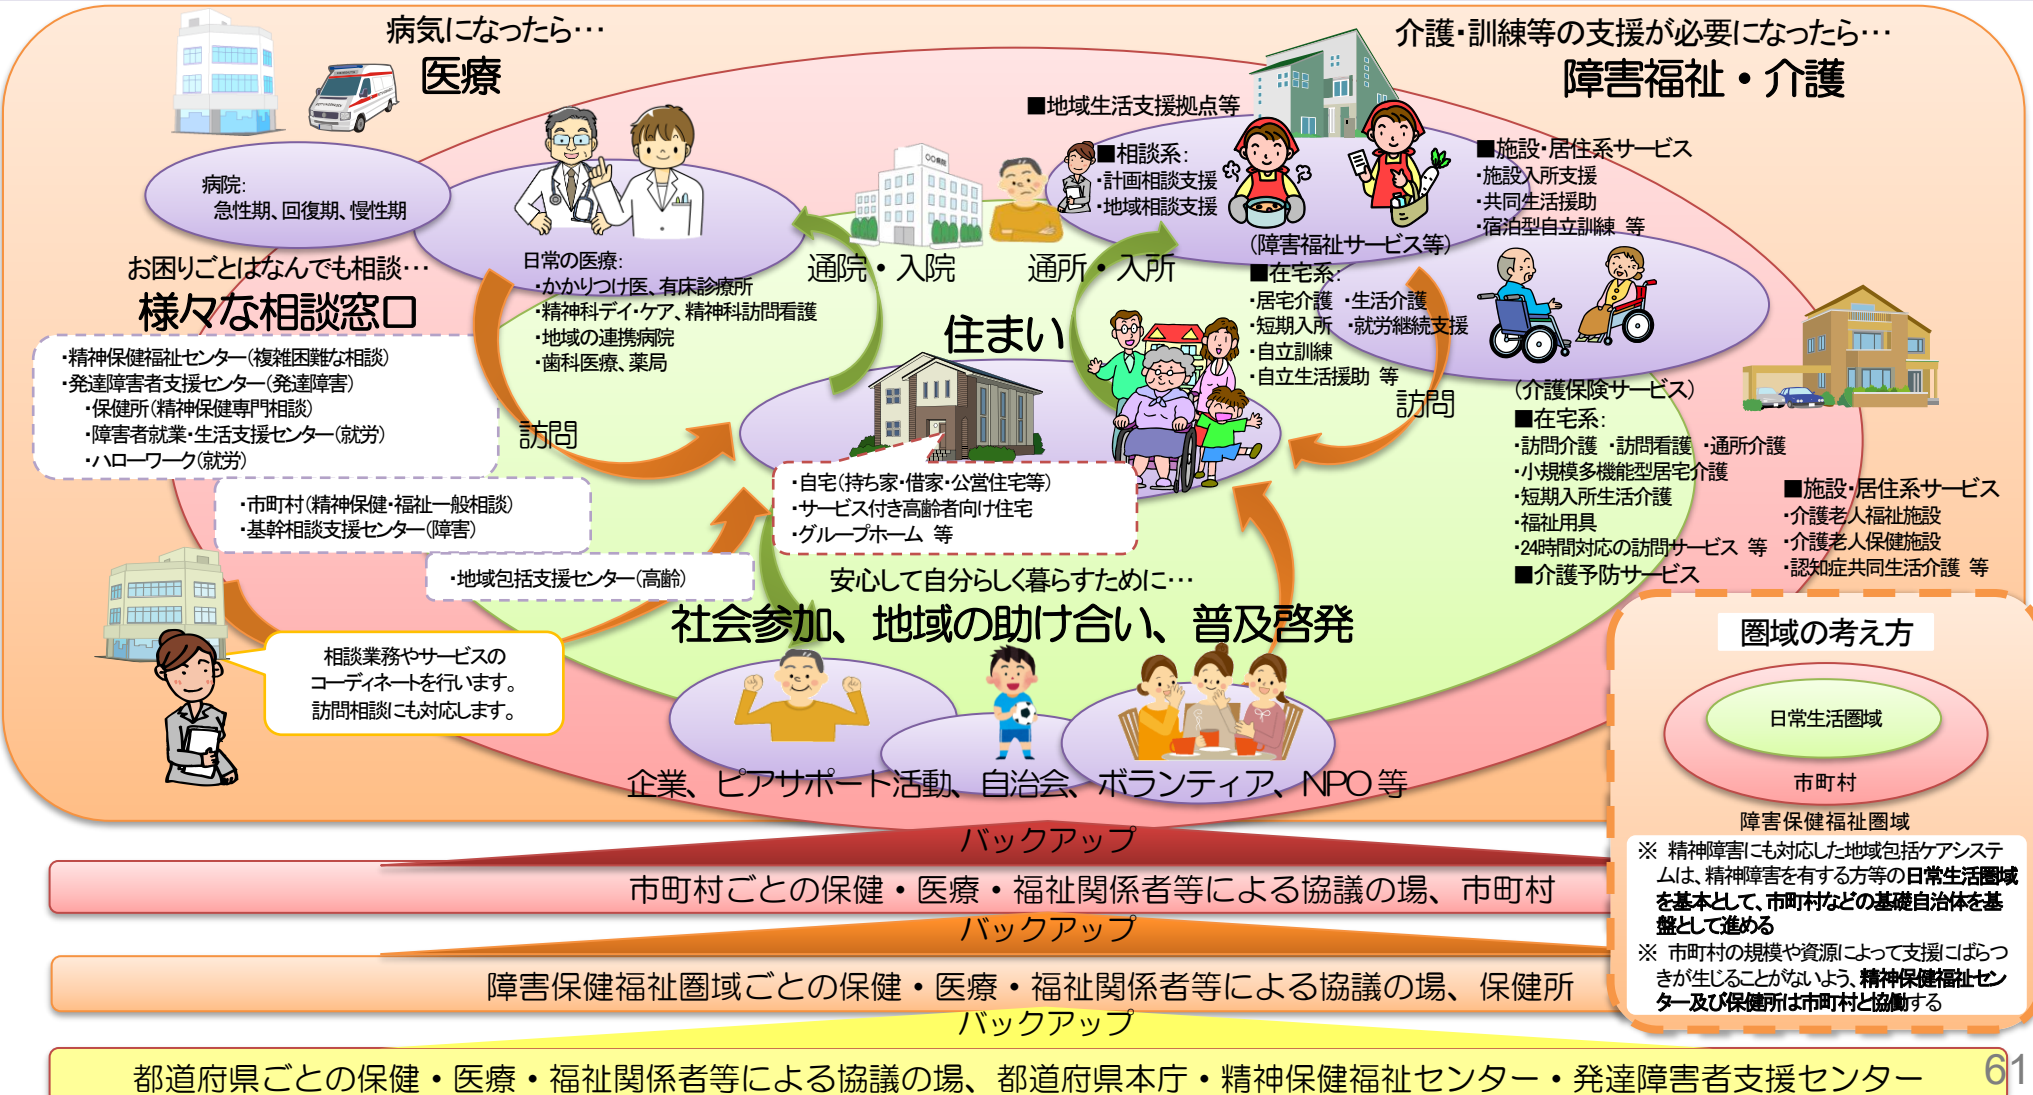 病気になったら…
医療
介護・訓練等の支援が必要になったら…
障害福祉・介護
病院:
急性期、回復期、慢性期
日常の医療:
・かかりつけ医、有床診療所
・精神科デイ・ケア、精神科訪問看護
・地域の連携病院
・歯科医療、薬局
○○病院
■地域生活支援拠点等
■相談系:
・計画相談支援
・地域相談支援
■施設・居住系サービス
・施設入所支援
・共同生活援助
・宿泊型自立訓練 等
(障害福祉サービス等)
■在宅系:
・居宅介護 ・生活介護
・短期入所 ・就労継続支援
・自立訓練
・自立生活援助 等
通院・入院
通所・入所
お困りごとはなんでも相談…
様々な相談窓口
・精神保健福祉センター(複雑困難な相談)
・発達障害者支援センター(発達障害)
・保健所(精神保健専門相談)
・障害者就業・生活支援センター(就労)
・ハローワーク(就労)
・市町村(精神保健・福祉一般相談)
・基幹相談支援センター(障害)
・地域包括支援センター(高齢)
訪問
住まい
・自宅(持ち家・借家・公営住宅等)
・サービス付き高齢者向け住宅
・グループホーム 等
訪問
(介護保険サービス)
■在宅系:
・訪問介護 ・訪問看護 ・通所介護
・小規模多機能型居宅介護
・短期入所生活介護
・福祉用具
・24時間対応の訪問サービス 等
■介護予防サービス
■施設・居住系サービス
・介護老人福祉施設
・介護老人保健施設
・認知症共同生活介護 等
安心して自分らしく暮らすために…
社会参加、地域の助け合い、普及啓発
相談業務やサービスの
コーディネートを行います。
訪問相談にも対応します。
企業、ピアサポート活動、自治会、ボランティア、NPO 等
圏域の考え方
日常生活圏域
市町村
障害保健福祉圏域
※ 精神障害にも対応した地域包括ケアシステ
ムは、精神障害を有する方等の日常生活圏域
を基本として、市町村などの基礎自治体を基
盤として進める
※ 市町村の規模や資源によって支援にばらつ
きが生じることがないよう、精神保健福祉セン
ター及び保健所は市町村と協働する
バックアップ
市町村ごとの保健・医療・福祉関係者等による協議の場、市町村
バックアップ
障害保健福祉圏域ごとの保健・医療・福祉関係者等による協議の場、保健所
バックアップ
都道府県ごとの保健・医療・福祉関係者等による協議の場、都道府県本庁・精神保健福祉センター・発達障害者支援センター
61